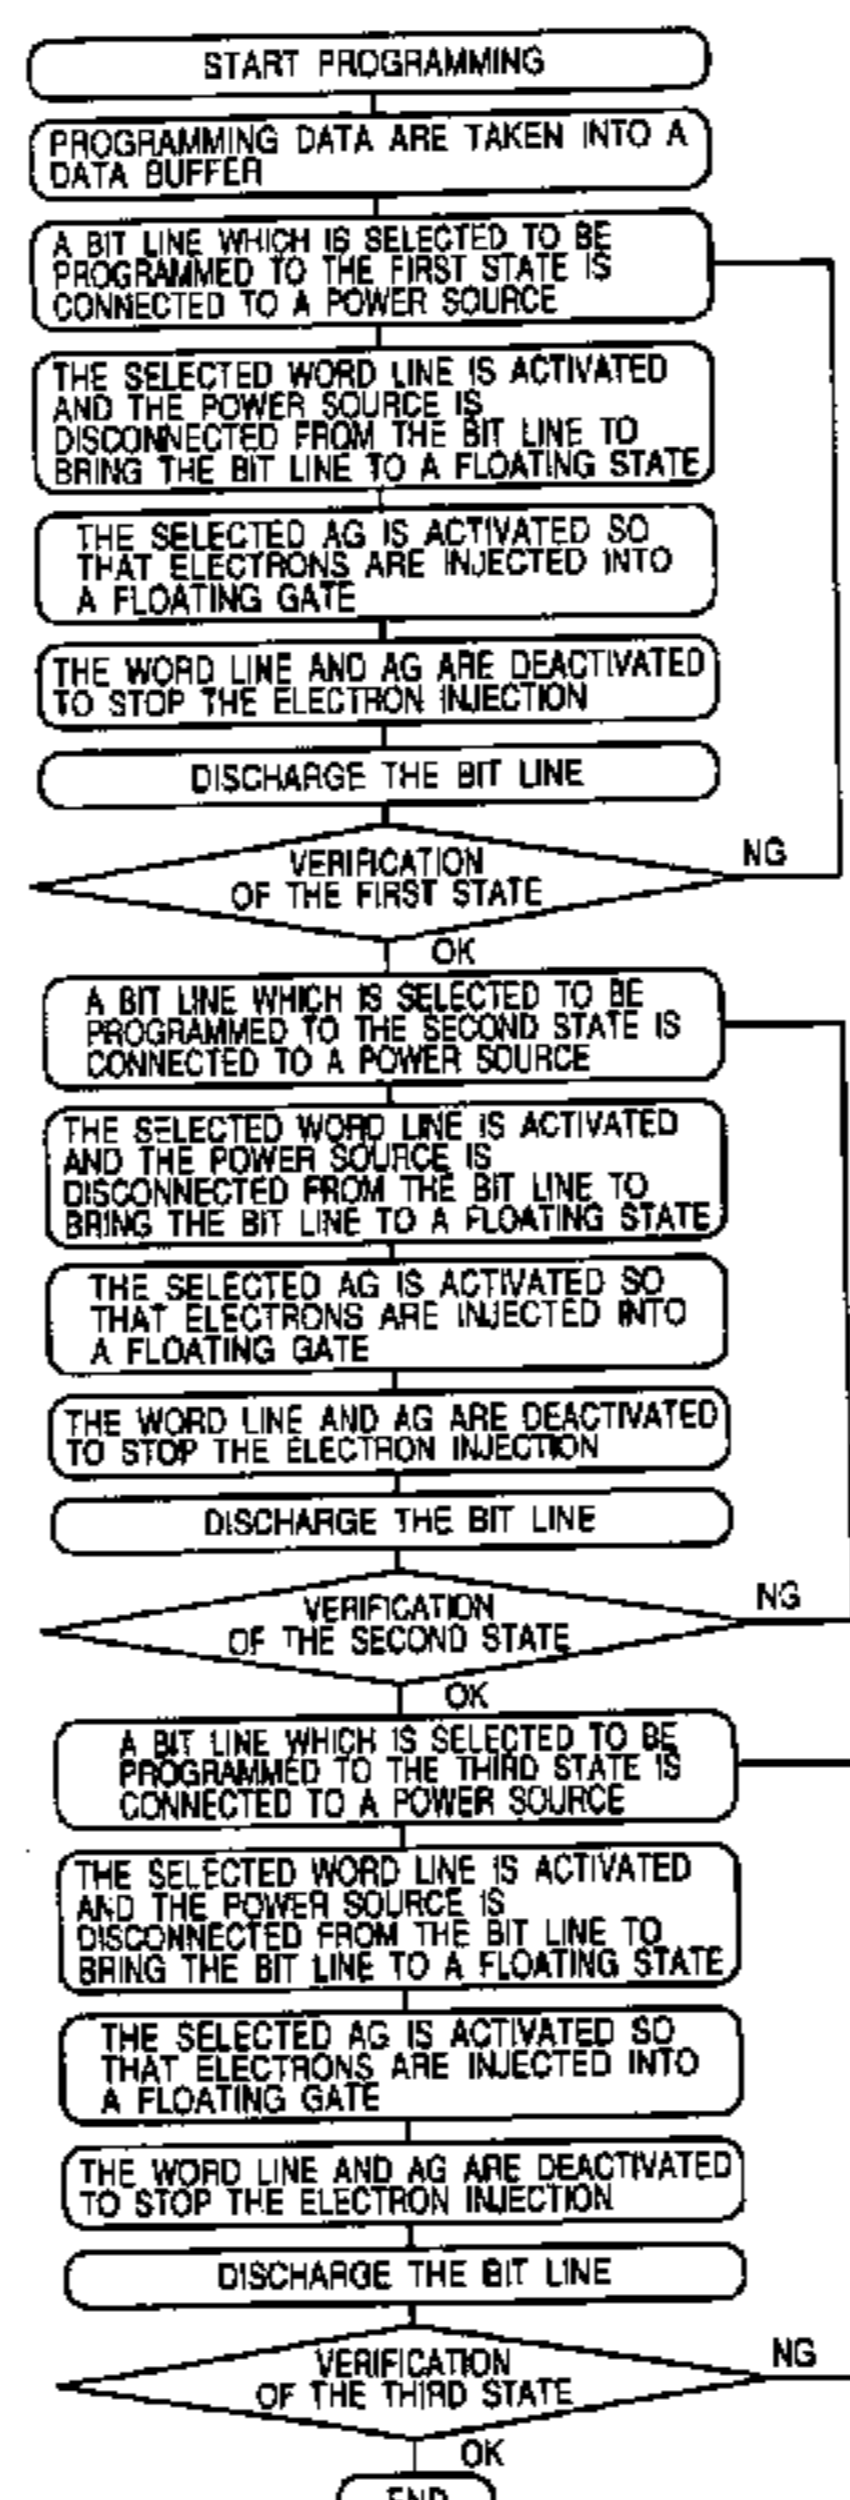 START PROGRAMMING
PROGRAMMING DATA ARE TAKEN INTO A
DATA BUFFER
A BIT LINE WHICH IS SELECTED TO BE
PROGRAMMED TO THE FIRST STATE IS
CONNECTED TO A POWER SOURCE
THE SELECTED WORD LINE IS ACTIVATED
AND THE POWER SOURCE IS
DISCONNECTED FROM THE BIT LINE TO
BRING THE BIT LINE TO A FLOATING STATE
THE SELECTED AG IS ACTIVATED SO
THAT ELECTRONS ARE INJECTED INTO
A FLOATING GATE
THE WORD LINE AND AG ARE DEACTIVATED
TO STOP THE ELECTRON INJECTION
DISCHARGE THE BIT LINE
VERIFICATION
OF THE FIRST STATE
NG
OK
A BIT LINE WHICH IS SELECTED TO BE
PROGRAMMED TO THE SECOND STATE IS
CONNECTED TO A POWER SOURCE
THE SELECTED WORD LINE IS ACTIVATED
AND THE POWER SOURCE IS
DISCONNECTED FROM THE BIT LINE TO
BRING THE BIT LINE TO A FLOATING STATE
THE SELECTED AG IS ACTIVATED SO
THAT ELECTRONS ARE INJECTED INTO
A FLOATING GATE
THE WORD LINE AND AG ARE DEACTIVATED
TO STOP THE ELECTRON INJECTION
DISCHARGE THE BIT LINE
VERIFICATION
OF THE SECOND STATE
NG
OK
A BIT LINE WHICH IS SELECTED TO BE
PROGRAMMED TO THE THIRD STATE IS
CONNECTED TO A POWER SOURCE
THE SELECTED WORD LINE IS ACTIVATED
AND THE POWER SOURCE IS
DISCONNECTED FROM THE BIT LINE TO
BRING THE BIT LINE TO A FLOATING STATE
THE SELECTED AG IS ACTIVATED SO
THAT ELECTRONS ARE INJECTED INTO
A FLOATING GATE
THE WORD LINE AND AG ARE DEACTIVATED
TO STOP THE ELECTRON INJECTION
DISCHARGE THE BIT LINE
VERIFICATION
OF THE THIRD STATE
NG
OK
END